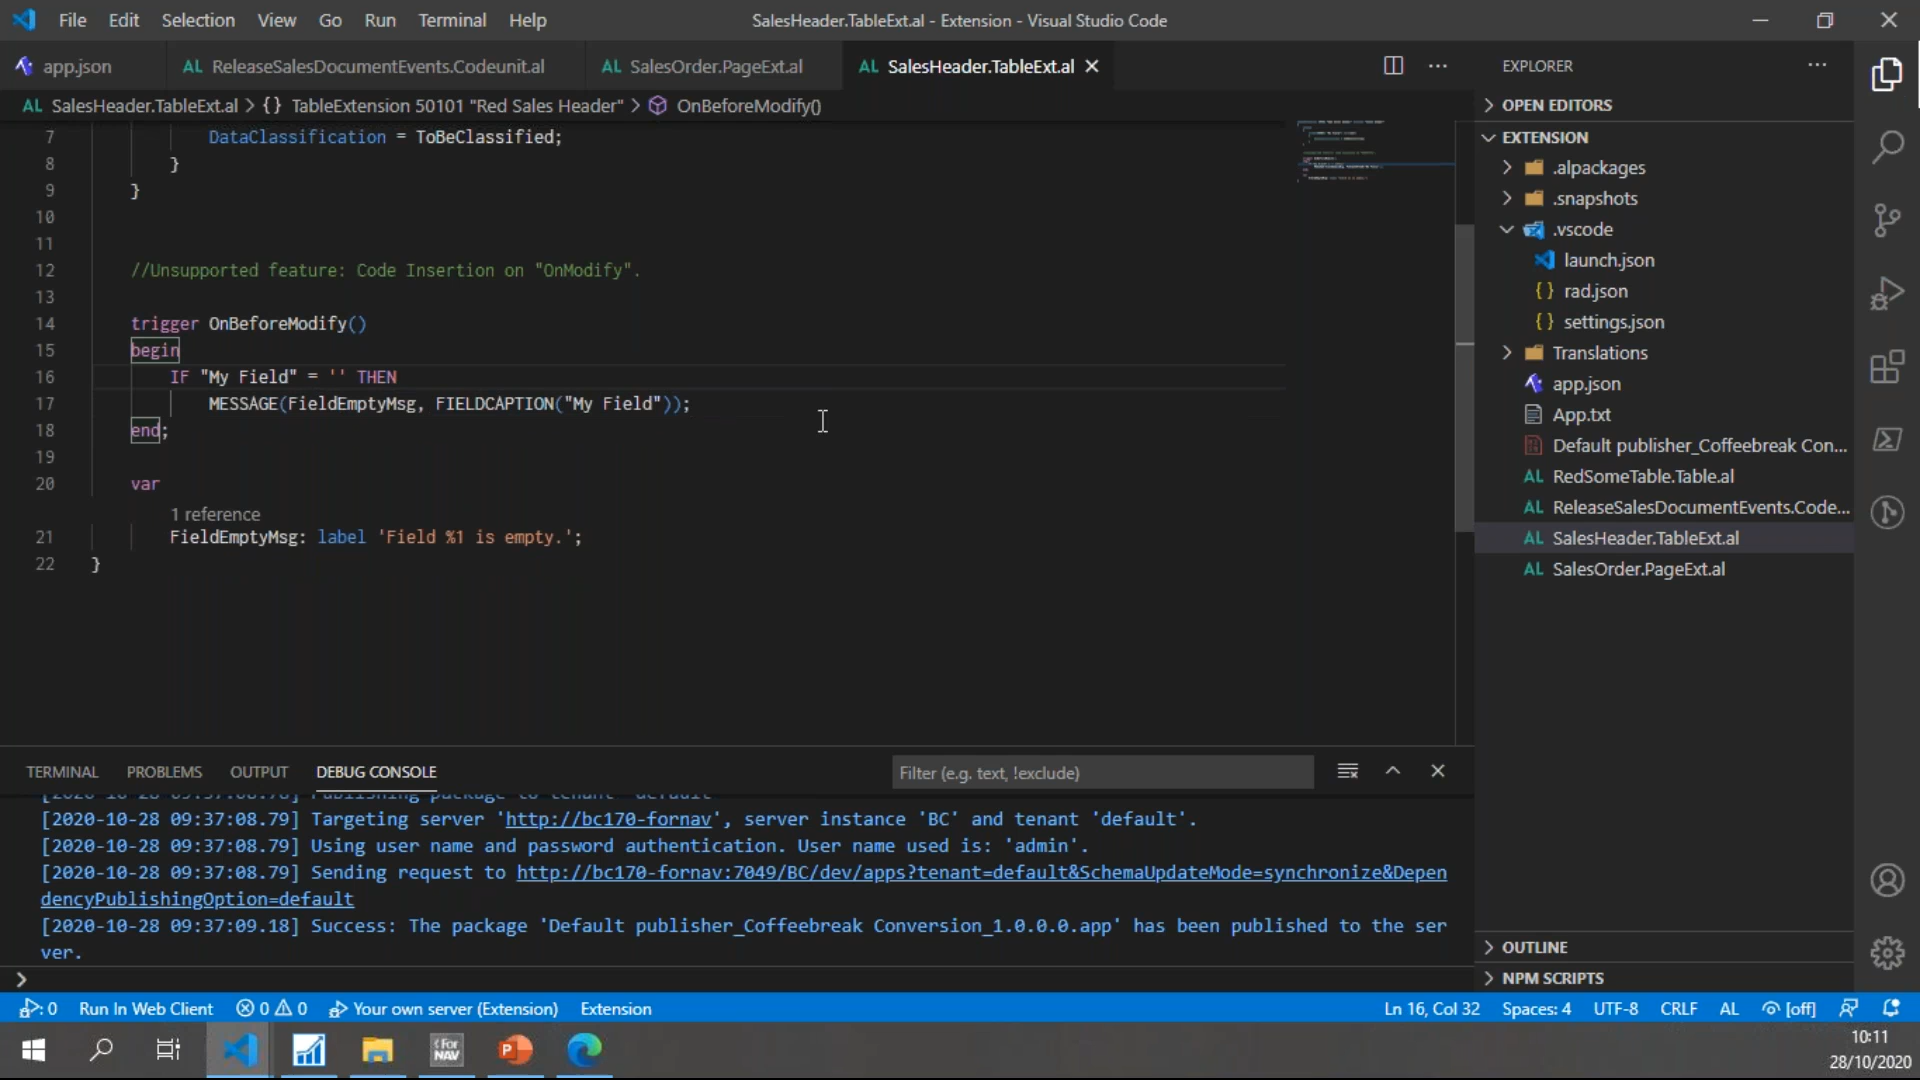 File Edit Selection View Go Run Terminal Help
SalesHeader.TableExt.al - Extension - Visual Studio Code
app.json
AL ReleaseSalesDocumentEvents.Codeunit.al
AL SalesOrder.PageExt.al
AL SalesHeader.TableExt.al
AL SalesHeader.TableExt.al > {} TableExtension 50101 "Red Sales Header" > OnBeforeModify()
7 DataClassification = ToBeClassified;
8 }
9 }
10
11
12 //Unsupported feature: Code Insertion on "OnModify".
13
14 trigger OnBeforeModify()
15 begin
16 IF "My Field" = '' THEN
17 MESSAGE(FieldEmptyMsg, FIELDCAPTION("My Field"));
18 end;
19
20 var
1 reference
21 FieldEmptyMsg: label 'Field %1 is empty.';
22 }
EXPLORER
OPEN EDITORS
EXTENSION
.alpackages
.snapshots
.vscode
launch.json
{} rad.json
{} settings.json
Translations
app.json
App.txt
Default publisher_Coffeebreak Con...
AL RedSomeTable.Table.al
AL ReleaseSalesDocumentEvents.Code...
AL SalesHeader.TableExt.al
AL SalesOrder.PageExt.al
OUTLINE
NPM SCRIPTS
TERMINAL PROBLEMS OUTPUT DEBUG CONSOLE
Filter (e.g. text, !exclude)
[2020-10-28 09:37:08.79] Targeting server 'http://bc170-fornav', server instance 'BC' and tenant 'default'.
[2020-10-28 09:37:08.79] Using user name and password authentication. User name used is: 'admin'.
[2020-10-28 09:37:08.79] Sending request to http://bc170-fornav:7049/BC/dev/apps?tenant=default&SchemaUpdateMode=synchronize&Depen
dencyPublishingOption=default
[2020-10-28 09:37:09.18] Success: The package 'Default publisher_Coffeebreak Conversion_1.0.0.0.app' has been published to the ser
ver.
: 0 Run In Web Client 0 0 Your own server (Extension) Extension
Ln 16, Col 32 Spaces: 4 UTF-8 CRLF AL [off]
For NAV
10:11
28/10/2020